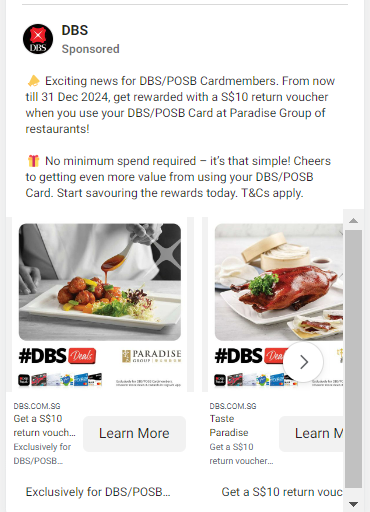 DBS
DBS
Sponsored
📣 Exciting news for DBS/POSB Cardmembers. From now
till 31 Dec 2024, get rewarded with a S$10 return voucher
when you use your DBS/POSB Card at Paradise Group of
restaurants!
🎁 No minimum spend required – it's that simple! Cheers
to getting even more value from using your DBS/POSB
Card. Start savouring the rewards today. T&Cs apply.
#DBS Deals
PARADISE
GROUP
#DBS Deals
DBS.COM.SG
Get a S$10
return vouch...
Exclusively for
DBS/POSB...
Learn More
DBS.COM.SG
Taste
Paradise
Get a S$10
return voucher...
Learn M
Exclusively for DBS/POSB...
Get a S$10 return vouc